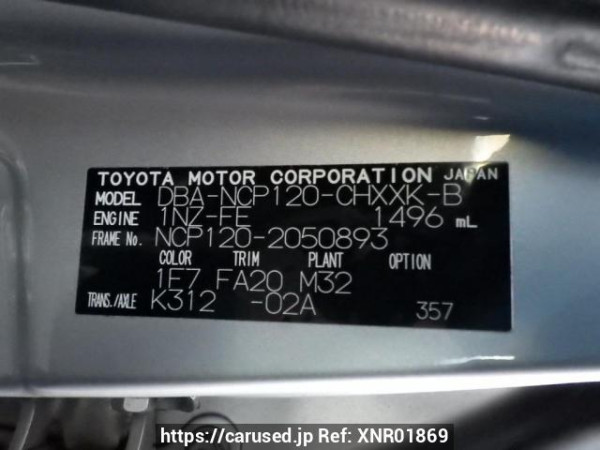 TOYOTA MOTOR CORPORATION JAPAN
MODEL DBA-NCP120-CHXXK-B
ENGINE 1NZ-FE 1496 mL
FRAME No. NCP120-2050893
COLOR TRIM PLANT OPTION
1E7 FA20 M32
TRANS./AXLE K312 -02A 357
https://carused.jp Ref: XNR01869